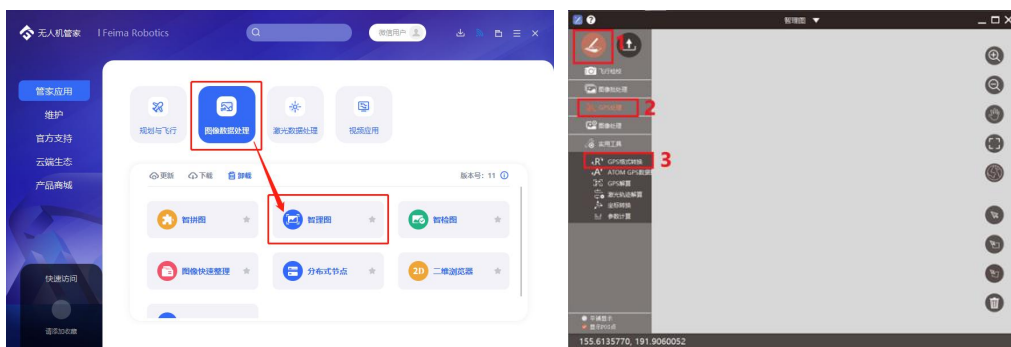 无人机管家 I Feima Robotics
微信用户
管家应用
维护
官方支持
云端生态
产品商城
快速访问
请添加收藏
规划与飞行
图像数据处理
激光数据处理
视频应用
更新
下载
卸载
版本号: 11
智拼图
智理图
智检图
图像快速整理
分布式节点
2D
二维浏览器
智理图
1
飞行检校
图像批处理
GPS处理
2
图像处理
实用工具
GPS格式转换
3
ATOM GPS数据
GPS解算
激光轨迹解算
坐标转换
参数计算
155.6135770, 191.9060052